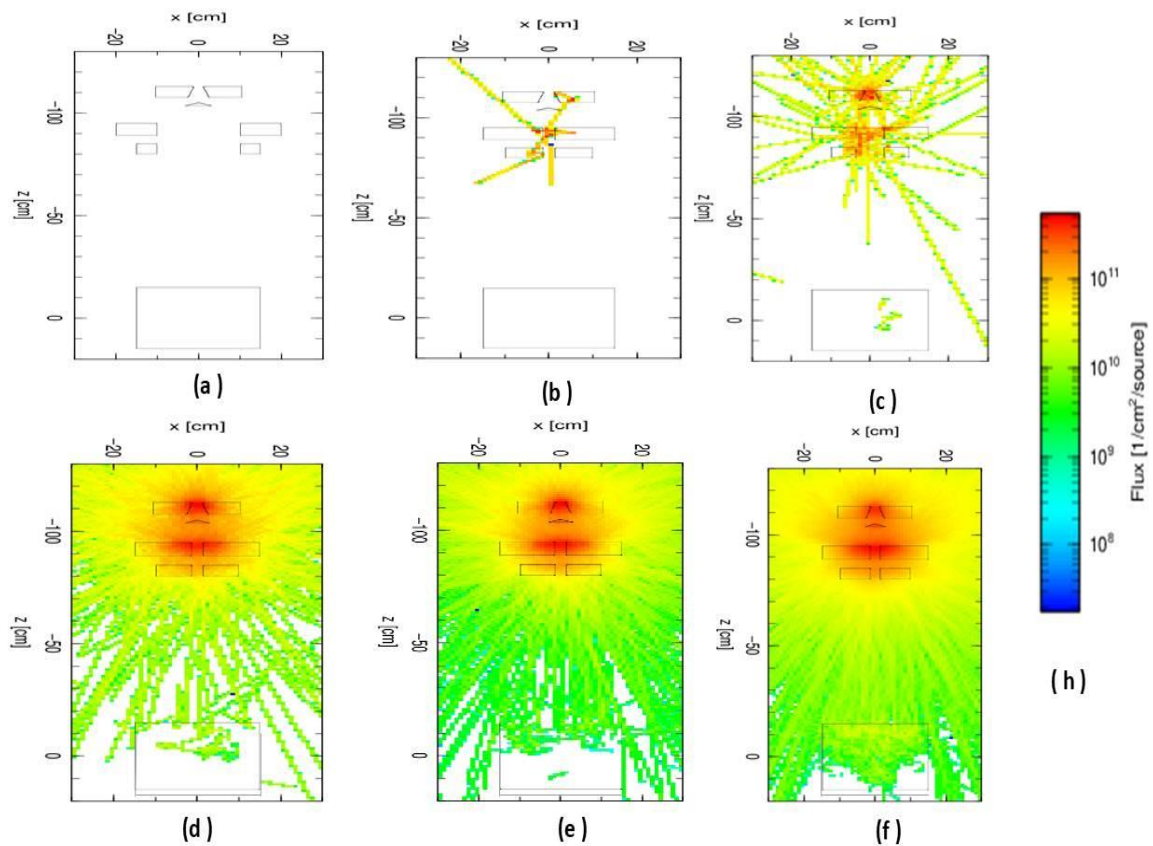 x [cm]
-20 0 20
z [cm]
-100
-50
0
(a )
x [cm]
-20 0 20
z [cm]
-100
-50
0
(b )
x [cm]
-20 0 20
z [cm]
-100
-50
0
(c )
x [cm]
-20 0 20
z [cm]
-100
-50
0
(d )
x [cm]
-20 0 20
z [cm]
-100
-50
0
(e )
x [cm]
-20 0 20
z [cm]
-100
-50
0
(f )
10¹¹
10¹⁰
10⁹
10⁸
Flux [1/cm²/source]
( h )